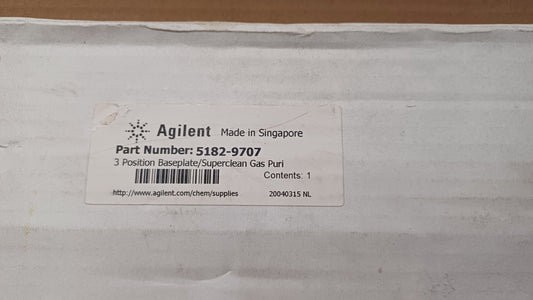 Agilent Made in Singapore
Part Number: 5182-9707
3 Position Baseplate/Superclean Gas Puri
Contents: 1
http://www.agilent.com/chem/supplies 20040315 NL